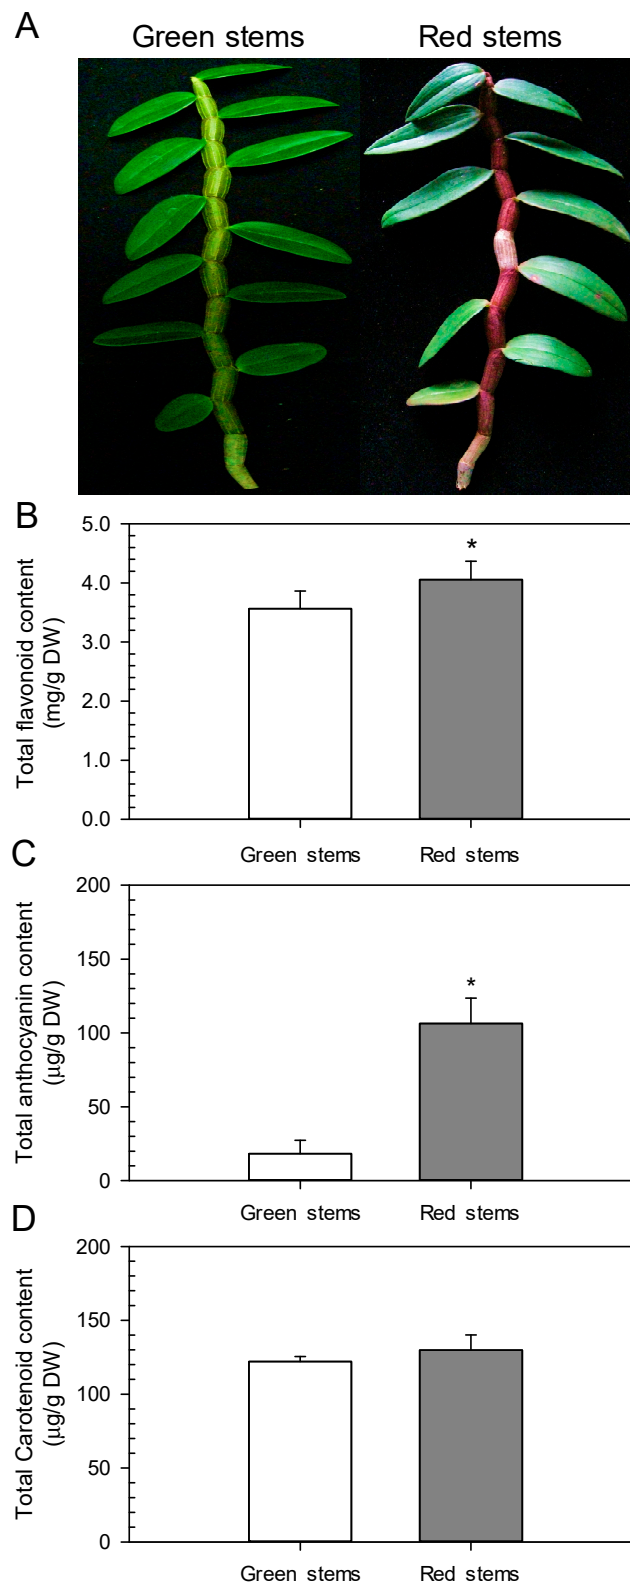 A
Green stems Red stems
B
Total flavonoid content
(mg/g DW)
5.0
4.0
3.0
2.0
1.0
0.0
*
Green stems Red stems
C
Total anthocyanin content
(µg/g DW)
200
150
100
50
0
*
Green stems Red stems
D
Total Carotenoid content
(µg/g DW)
200
150
100
50
0
Green stems Red stems